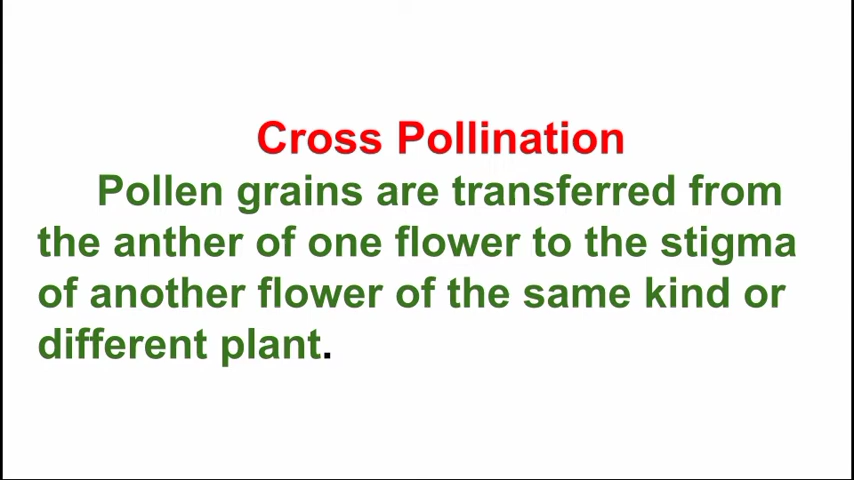 Cross Pollination
Pollen grains are transferred from
the anther of one flower to the stigma
of another flower of the same kind or
different plant.